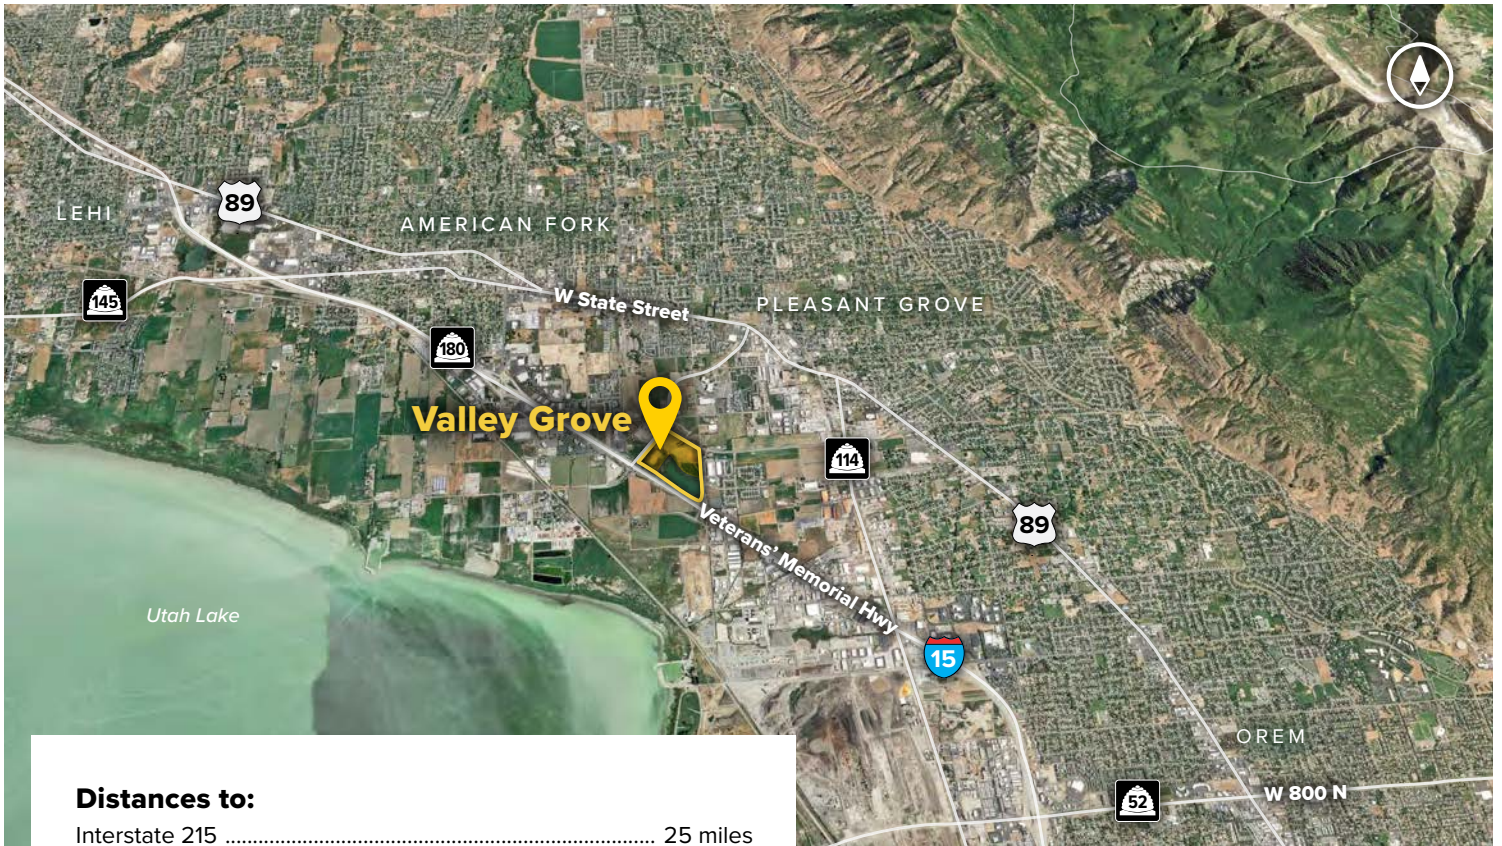 LEHI
89
AMERICAN FORK
145
W State Street
PLEASANT GROVE
180
Valley Grove
114
89
Veterans’ Memorial Hwy
Utah Lake
15
OREM
52
W 800 N
Distances to:
Interstate 215 ............................................................................... 25 miles